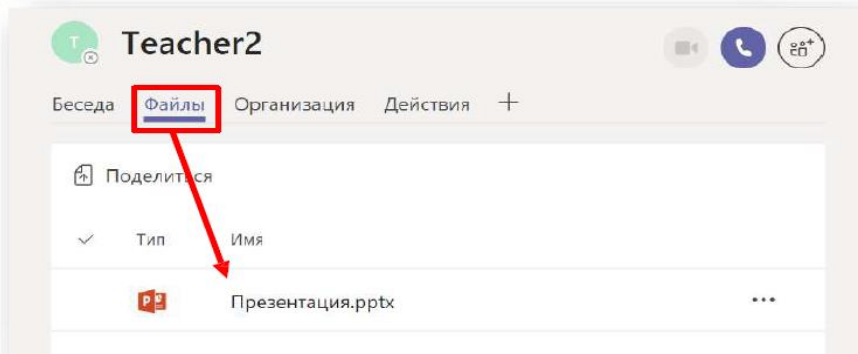 T Teacher2
Беседа Файлы Организация Действия +
Поделиться
Тип Имя
P Презентация.pptx ...